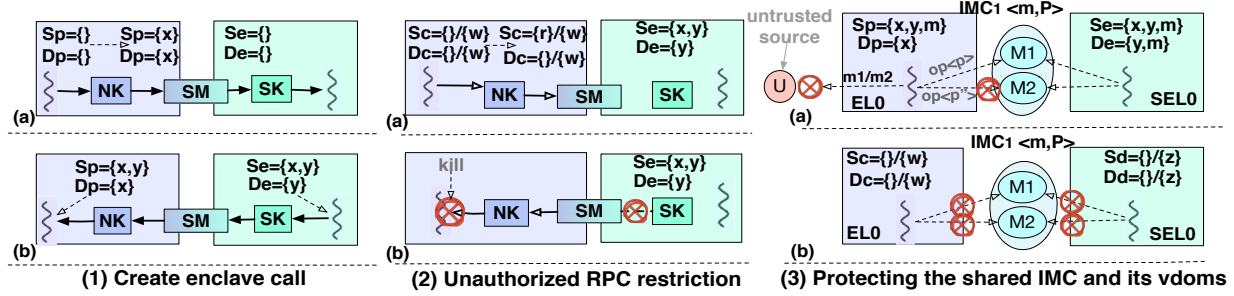 Sp={} Sp={x}
Dp={} Dp={x}
Se={}
De={}
NK
SM
SK
(a)
Sp={x,y}
Dp={x}
Se={x,y}
De={y}
NK
SM
SK
(b)
(1) Create enclave call
Sc={}/{w} Sc={r}/{w}
Dc={}/{w} Dc={}/{w}
Se={x,y}
De={y}
NK
SM
SK
(a)
kill
Se={x,y}
De={y}
NK
SM
SK
(b)
(2) Unauthorized RPC restriction
untrusted
source
IMC1 <m,P>
Sp={x,y,m}
Dp={x}
Se={x,y,m}
De={y,m}
M1
op<p>
m1/m2
U
M2
op<p'>
EL0
SEL0
(a)
IMC1 <m,P>
Sc={}/{w}
Dc={}/{w}
Sd={}/{z}
Dd={}/{z}
M1
M2
EL0
SEL0
(b)
(3) Protecting the shared IMC and its vdoms